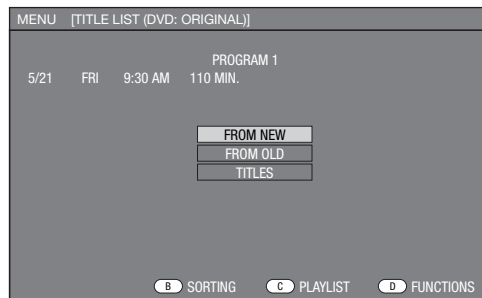 MENU [TITLE LIST (DVD: ORIGINAL)]
PROGRAM 1
5/21 FRI 9:30 AM 110 MIN.
FROM NEW
FROM OLD
TITLES
B SORTING C PLAYLIST D FUNCTIONS